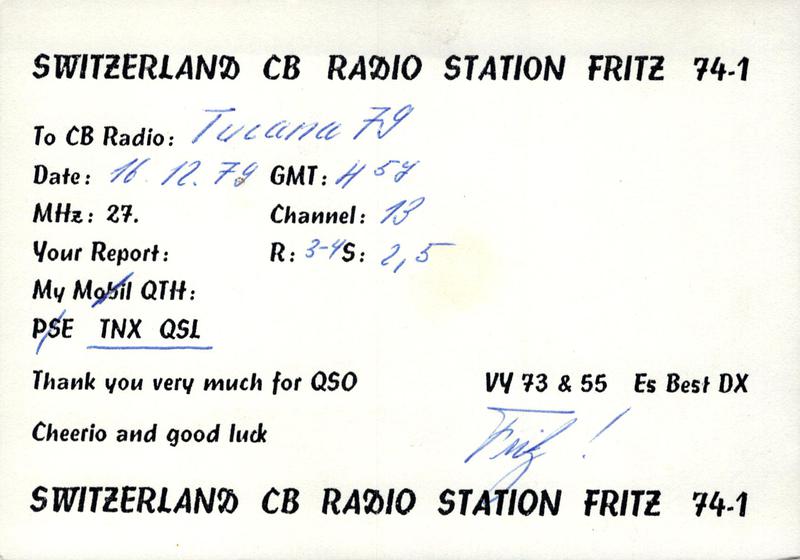 SWITZERLAND CB RADIO STATION FRITZ 74-1
To CB Radio: Tucana 79
Date: 16. 12. 79 GMT: 11 57
MHz: 27. Channel: 13
Your Report: R: 3-4 S: 2,5
My Mobil QTH:
PSE TNX QSL
Thank you very much for QSO VY 73 & 55 Es Best DX
Cheerio and good luck Fritz !
SWITZERLAND CB RADIO STATION FRITZ 74-1